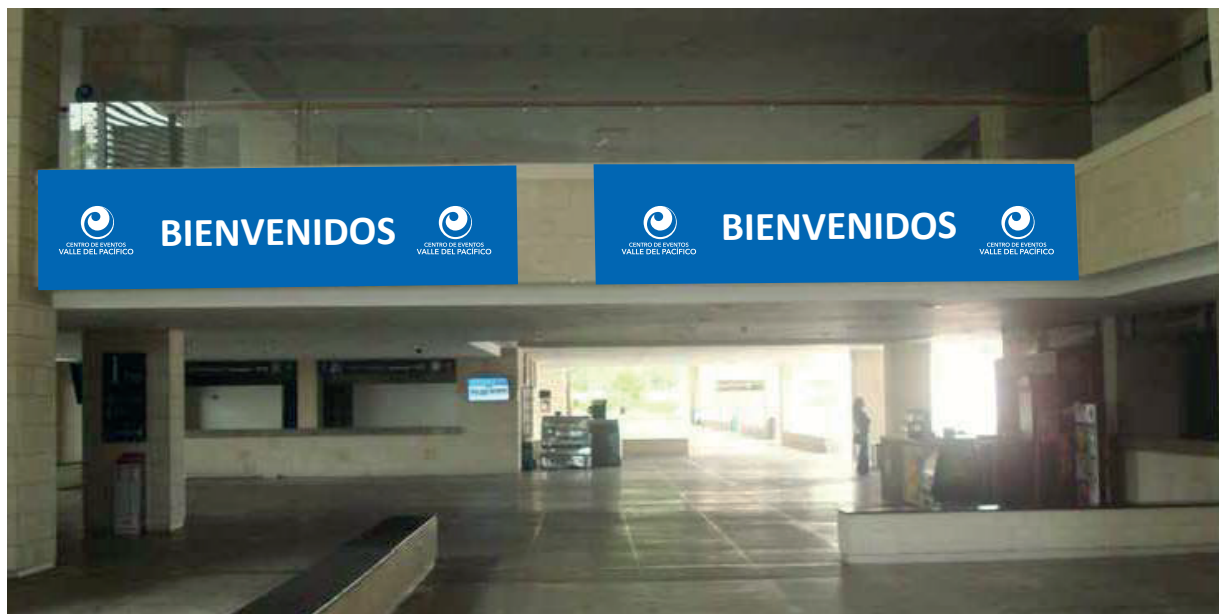 BIENVENIDOS
CENTRO DE EVENTOS
VALLE DEL PACÍFICO
CENTRO DE EVENTOS
VALLE DEL PACÍFICO
BIENVENIDOS
CENTRO DE EVENTOS
VALLE DEL PACÍFICO
CENTRO DE EVENTOS
VALLE DEL PACÍFICO